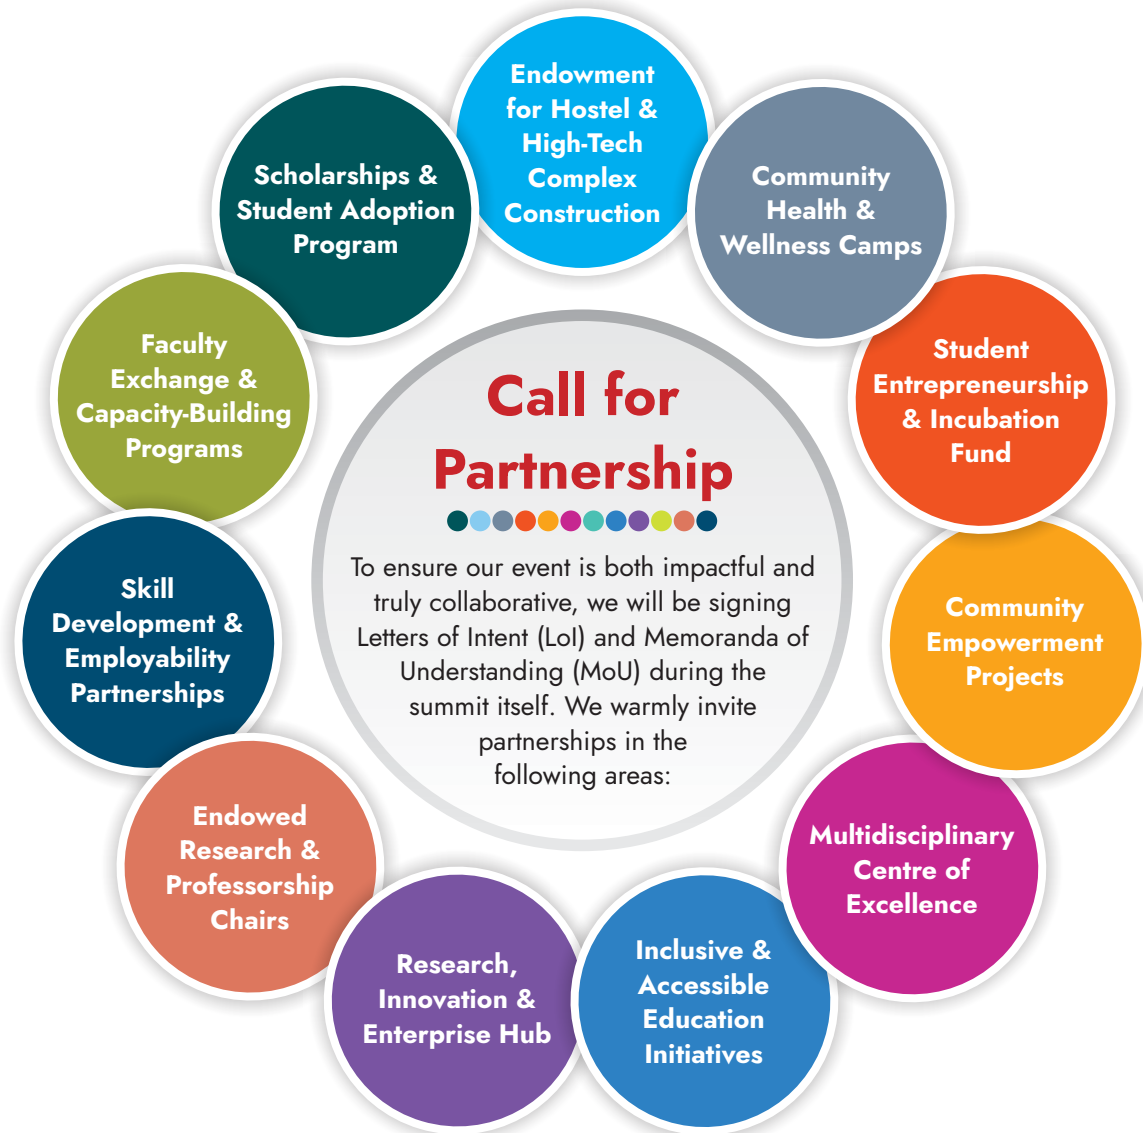 Endowment
for Hostel &
High-Tech
Complex
Construction
Community
Health &
Wellness Camps
Student
Entrepreneurship
& Incubation
Fund
Community
Empowerment
Projects
Multidisciplinary
Centre of
Excellence
Inclusive &
Accessible
Education
Initiatives
Research,
Innovation &
Enterprise Hub
Endowed
Research &
Professorship
Chairs
Skill
Development &
Employability
Partnerships
Faculty
Exchange &
Capacity-Building
Programs
Scholarships &
Student Adoption
Program
Call for
Partnership
To ensure our event is both impactful and
truly collaborative, we will be signing
Letters of Intent (LoI) and Memoranda of
Understanding (MoU) during the
summit itself. We warmly invite
partnerships in the
following areas: